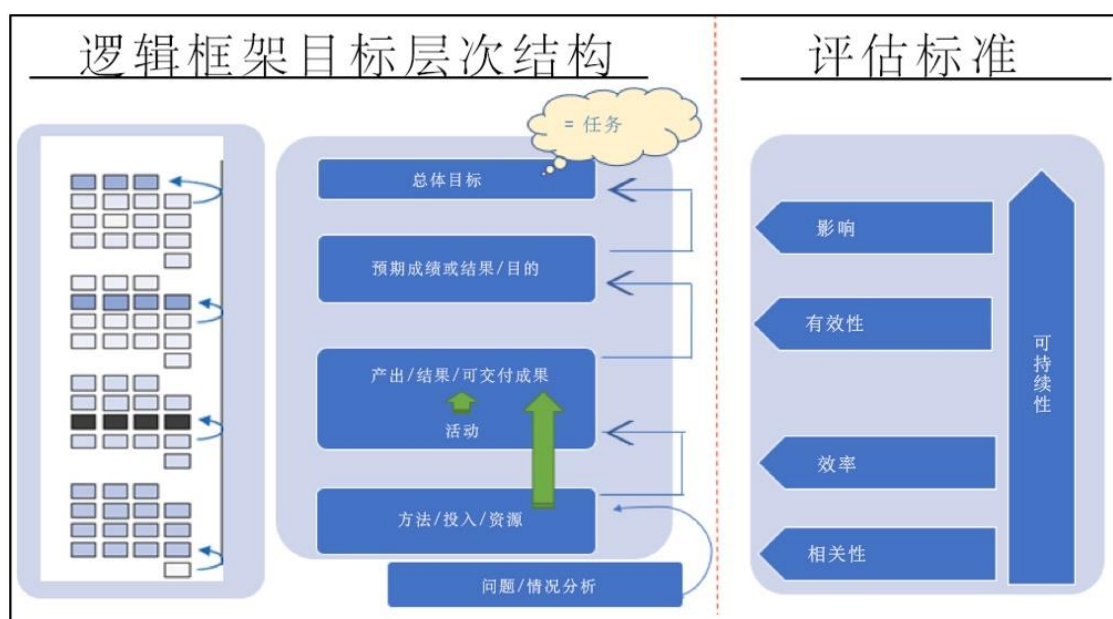 逻辑框架目标层次结构
评估标准
= 任务
总体目标
预期成绩或结果/目的
产出/结果/可交付成果
活动
方法/投入/资源
问题/情况分析
影响
有效性
效率
相关性
可持续性